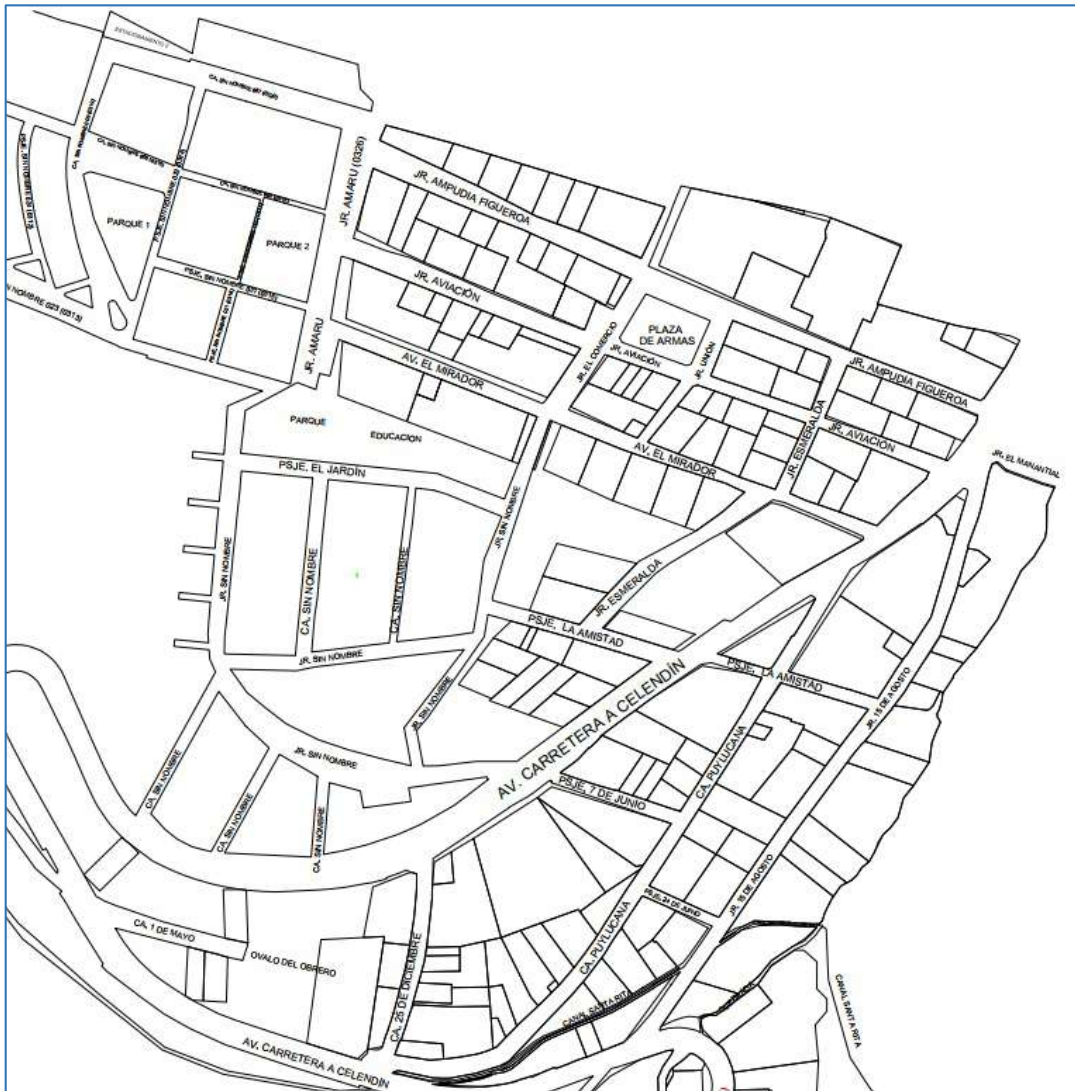 ESTACIONAMIENTO 2
JR. AMARU (0326)
JR. AMPUDIA FIGUEROA
PARQUE 1
PARQUE 2
JR. AVIACIÓN
PLAZA
DE ARMAS
JR. EL COMERCIO
JR. AVIACIÓN
JR. UNIÓN
JR. AMARU
AV. EL MIRADOR
JR. AMPUDIA FIGUEROA
JR. ESMERALDA
JR. AVIACIÓN
PARQUE
EDUCACION
AV. EL MIRADOR
JR. EL MANANTIAL
PSJE. EL JARDÍN
JR. SIN NOMBRE
JR. SIN NOMBRE
CA. SIN NOMBRE
CA. SIN NOMBRE
JR. ESMERALDA
PSJE. LA AMISTAD
JR. SIN NOMBRE
PSJE. LA AMISTAD
JR. 15 DE AGOSTO
JR. SIN NOMBRE
AV. CARRETERA A CELENDÍN
CA. PUYLUCANA
JR. SIN NOMBRE
CA. SIN NOMBRE
CA. SIN NOMBRE
CA. SIN NOMBRE
PSJE. 7 DE JUNIO
JR. 15 DE AGOSTO
PSJE. 24 DE JUNIO
CA. PUYLUCANA
CA. 1 DE MAYO
OVALO DEL OBRERO
CA. 25 DE DICIEMBRE
CANAL SANTA RITA
CANAL SANTA RITA
AV. CARRETERA A CELENDÍN